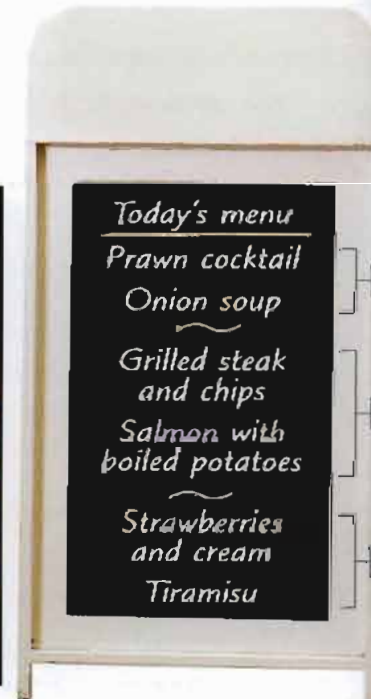 Today's menu
Prawn cocktail
Onion soup
Grilled steak
and chips
Salmon with
boiled potatoes
Strawberries
and cream
Tiramisu